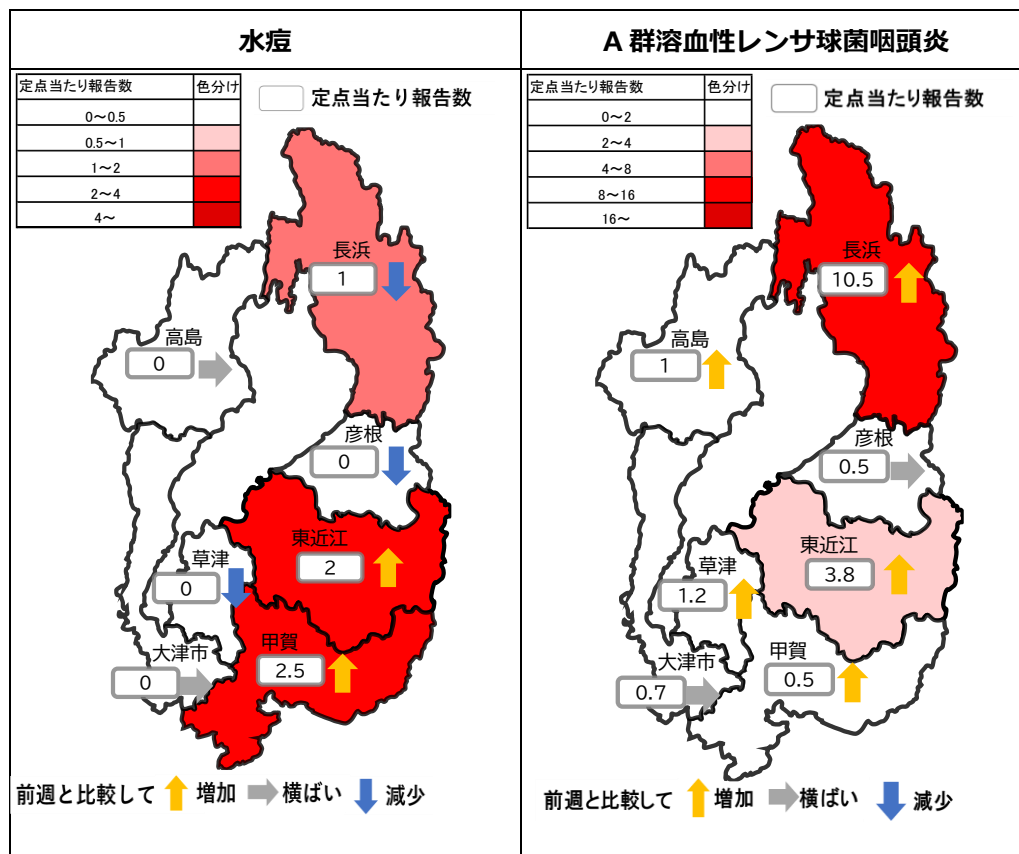 水痘
定点当たり報告数 色分け
0～0.5
0.5～1
1～2
2～4
4～
定点当たり報告数
長浜
1
高島
0
彦根
0
東近江
2
草津
0
甲賀
2.5
大津市
0
前週と比較して 増加 横ばい 減少
A群溶血性レンサ球菌咽頭炎
定点当たり報告数 色分け
0～2
2～4
4～8
8～16
16～
定点当たり報告数
長浜
10.5
高島
1
彦根
0.5
東近江
3.8
草津
1.2
甲賀
0.5
大津市
0.7
前週と比較して 増加 横ばい 減少